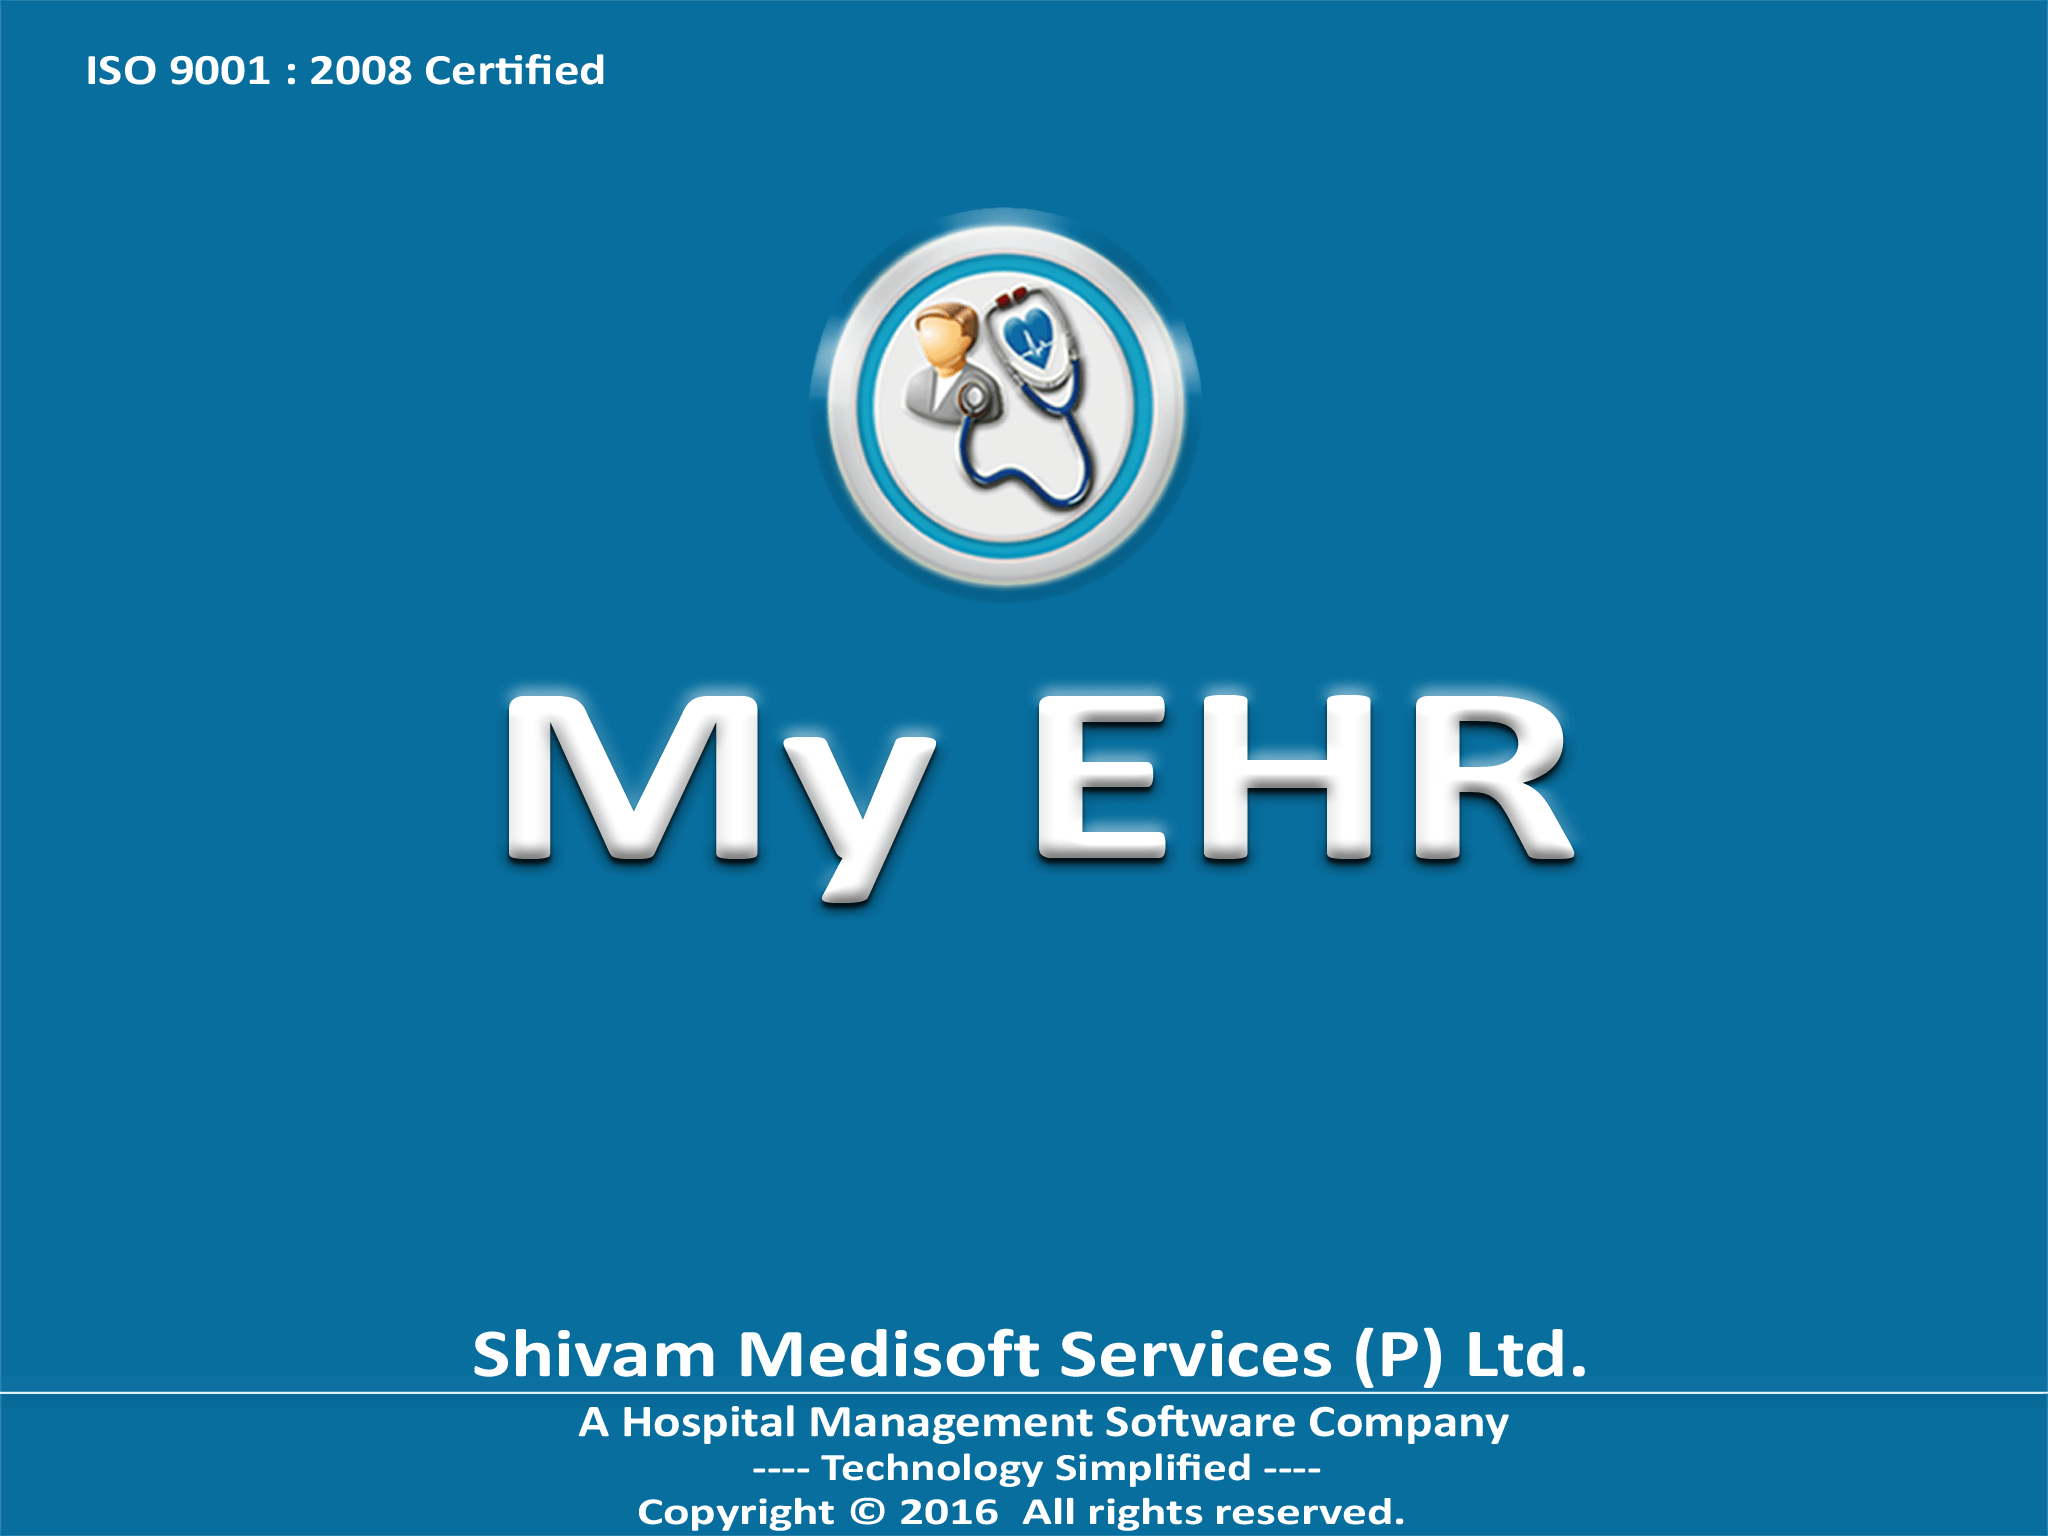 ISO 9001 : 2008 Certified
My EHR
Shivam Medisoft Services (P) Ltd.
A Hospital Management Software Company
---- Technology Simplified ----
Copyright © 2016  All rights reserved.